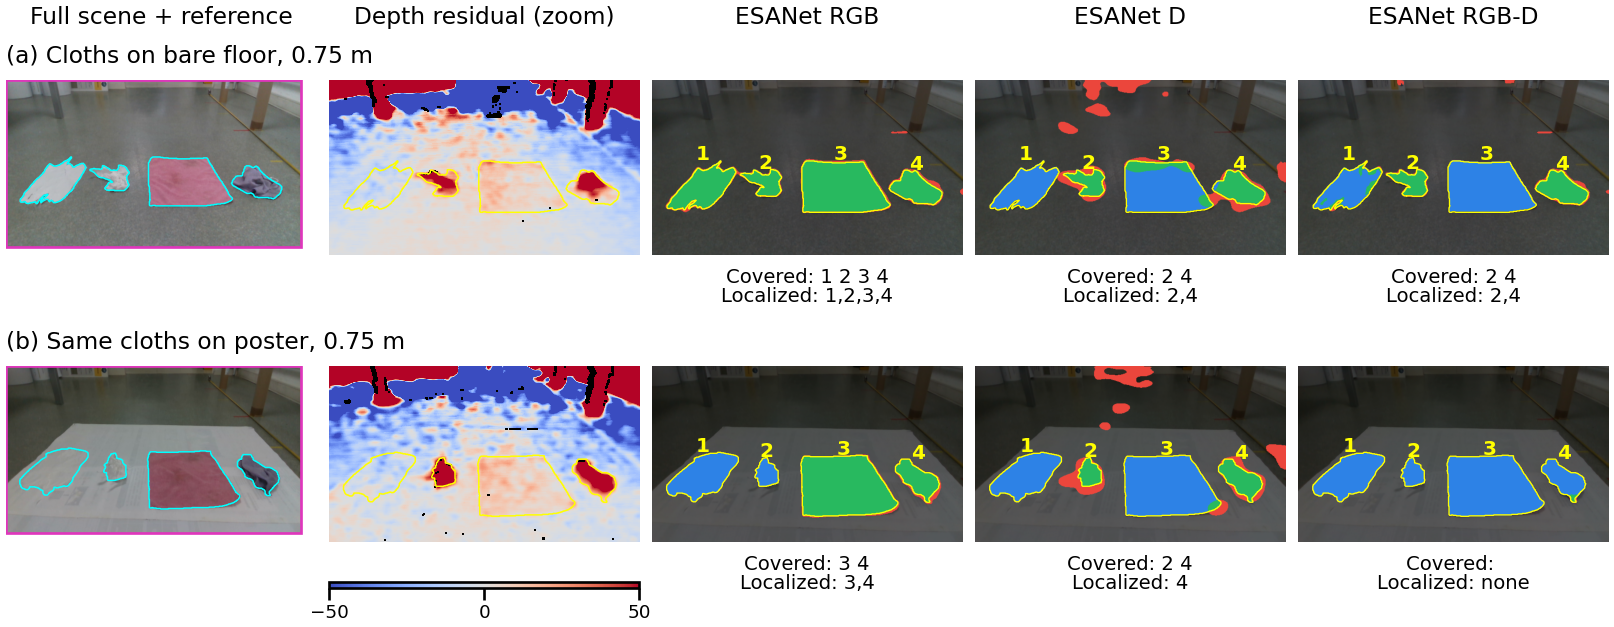 Full scene + reference
Depth residual (zoom)
ESANet RGB
ESANet D
ESANet RGB-D
(a) Cloths on bare floor, 0.75 m
1
2
3
4
1
2
3
4
1
2
3
4
Covered: 1 2 3 4
Localized: 1,2,3,4
Covered: 2 4
Localized: 2,4
Covered: 2 4
Localized: 2,4
(b) Same cloths on poster, 0.75 m
1
2
3
4
1
2
3
4
1
2
3
4
Covered: 3 4
Localized: 3,4
Covered: 2 4
Localized: 4
Covered:
Localized: none
−50
0
50